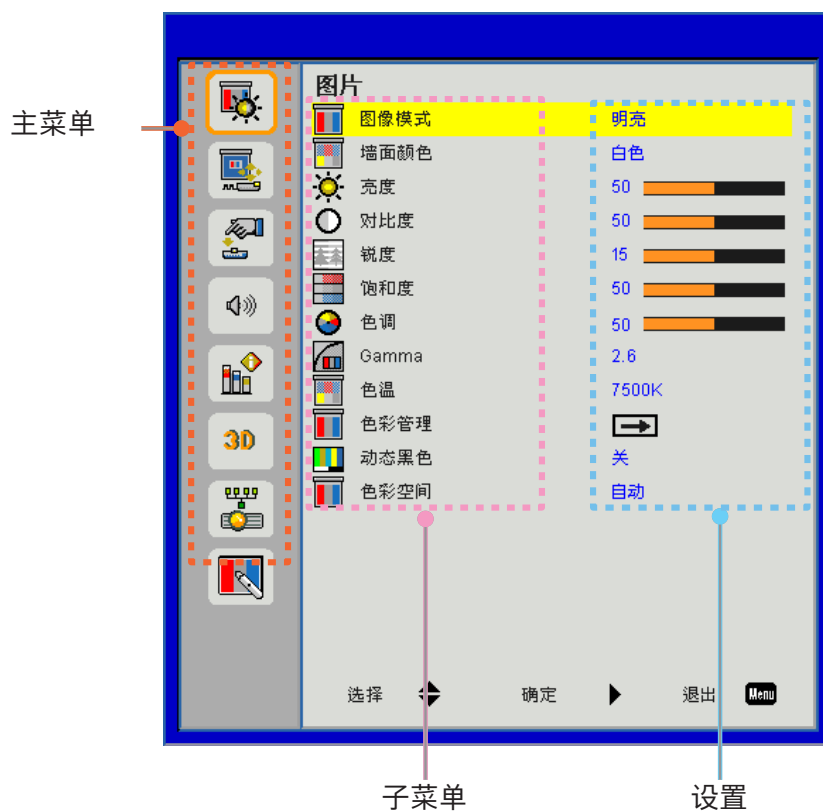 图片
主菜单
图像模式 明亮
墙面颜色 白色
亮度 50
对比度 50
锐度 15
饱和度 50
色调 50
Gamma 2.6
色温 7500K
3D
色彩管理
动态黑色 关
色彩空间 自动
选择 确定 退出 Menu
子菜单 设置